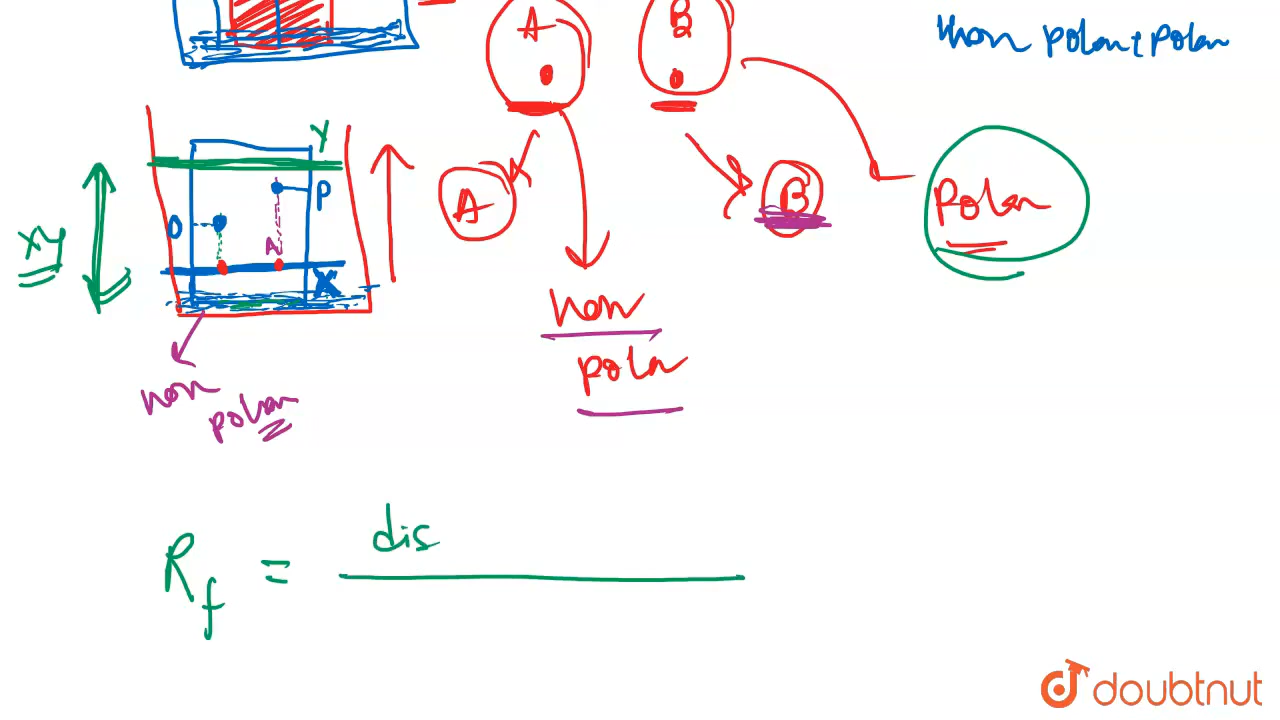 A
B
non polar & polar
Y
P
O
A
X
XY
A
B
Polar
non
polar
non
polar
Rf = dis
doubtnut